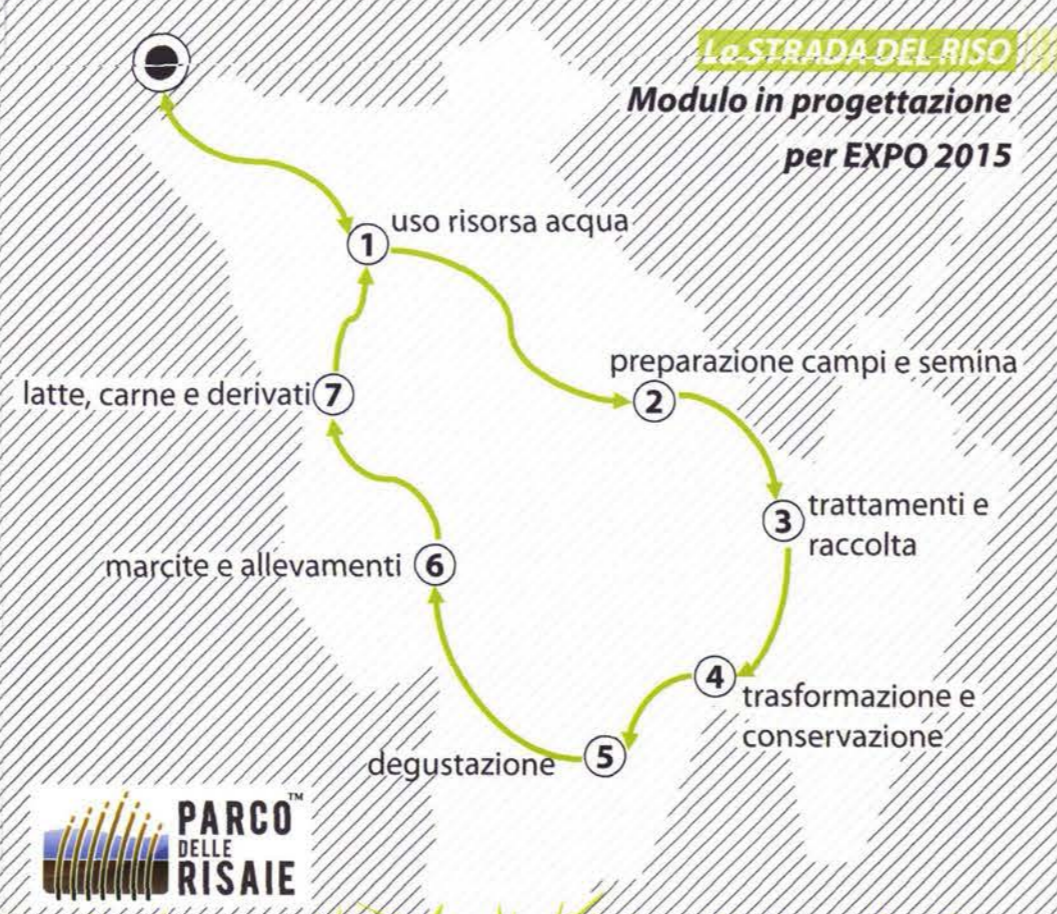 La STRADA DEL RISO
Modulo in progettazione
per EXPO 2015
1
uso risorsa acqua
preparazione campi e semina
2
latte, carne e derivati
7
3
trattamenti e
raccolta
marcite e allevamenti
6
4
trasformazione e
conservazione
degustazione
5
PARCO™
DELLE
RISAIE